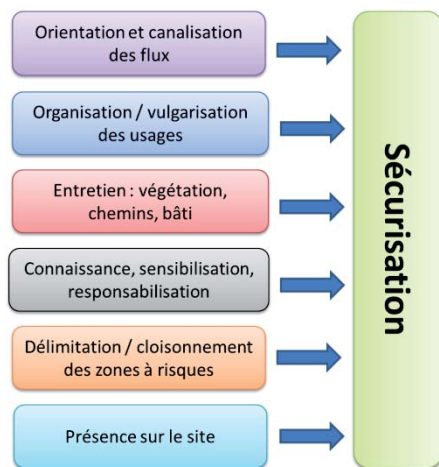 Orientation et canalisation
des flux
Organisation / vulgarisation
des usages
Entretien : végétation,
chemins, bâti
Connaissance, sensibilisation,
responsabilisation
Délimitation / cloisonnement
des zones à risques
Présence sur le site
Sécurisation